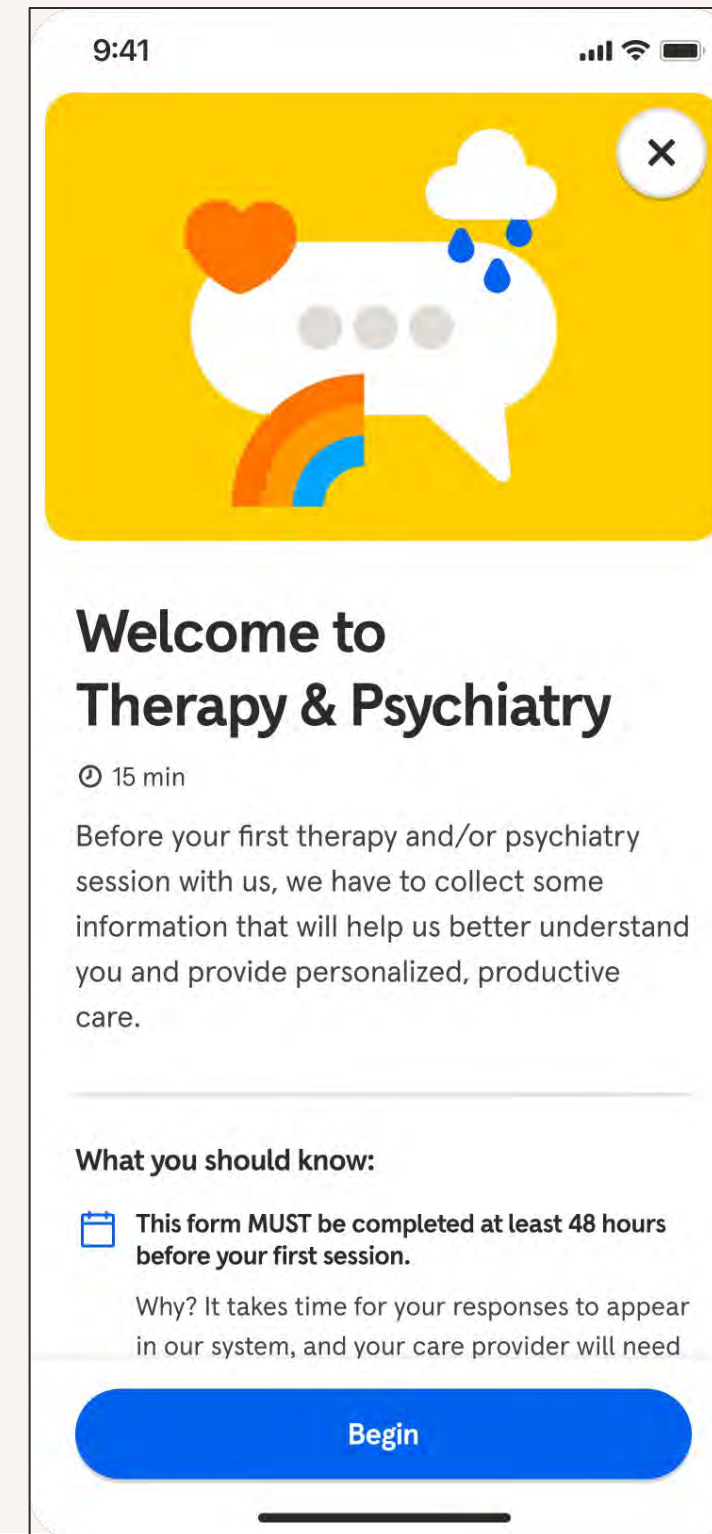 9:41
Welcome to
Therapy & Psychiatry
15 min
Before your first therapy and/or psychiatry
session with us, we have to collect some
information that will help us better understand
you and provide personalized, productive
care.
What you should know:
This form MUST be completed at least 48 hours
before your first session.
Why? It takes time for your responses to appear
in our system, and your care provider will need
Begin